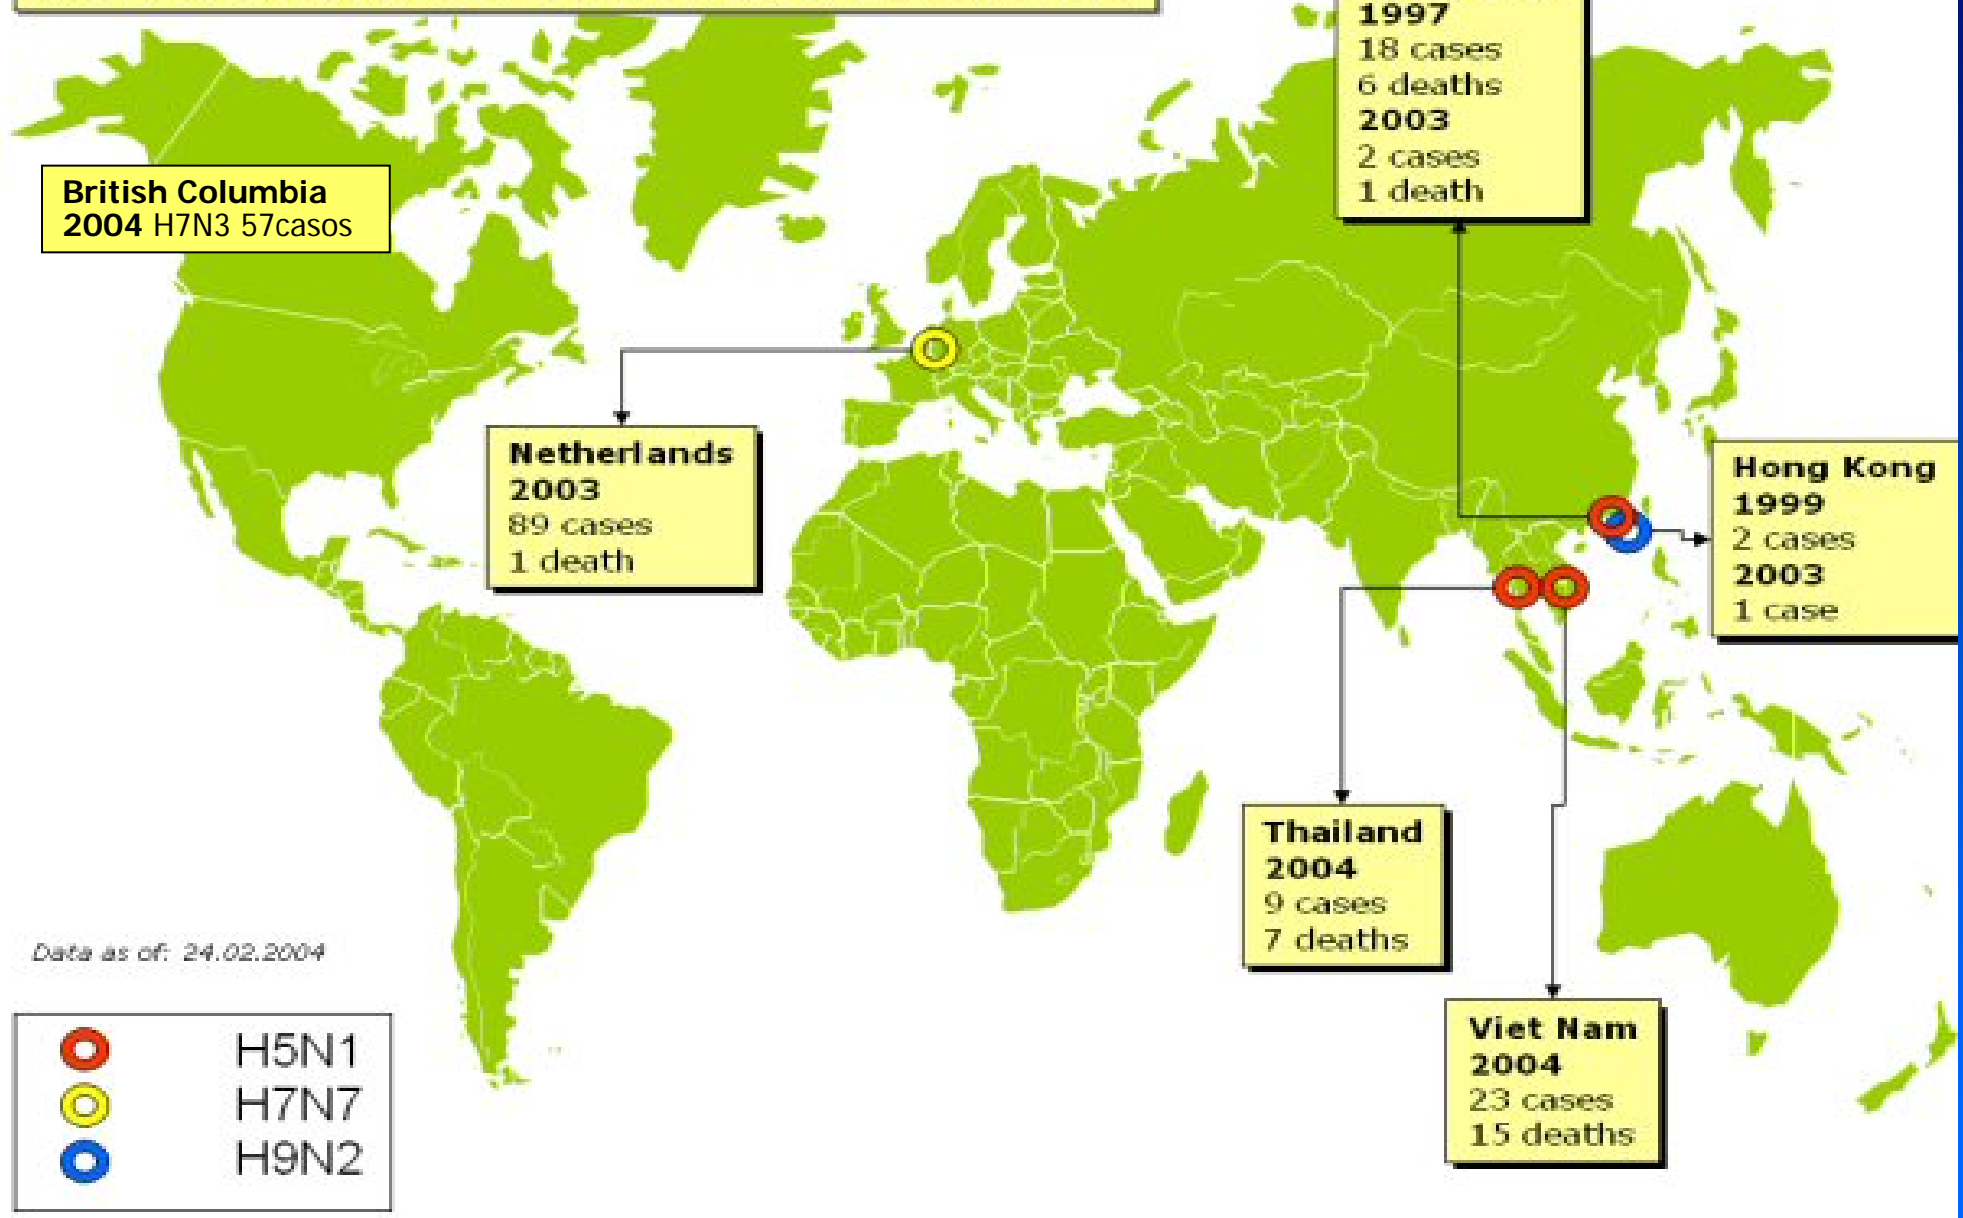 1997
18 cases
6 deaths
2003
2 cases
1 death
British Columbia
2004 H7N3 57casos
Netherlands
2003
89 cases
1 death
Hong Kong
1999
2 cases
2003
1 case
Thailand
2004
9 cases
7 deaths
Viet Nam
2004
23 cases
15 deaths
Data as of: 24.02.2004
H5N1
H7N7
H9N2